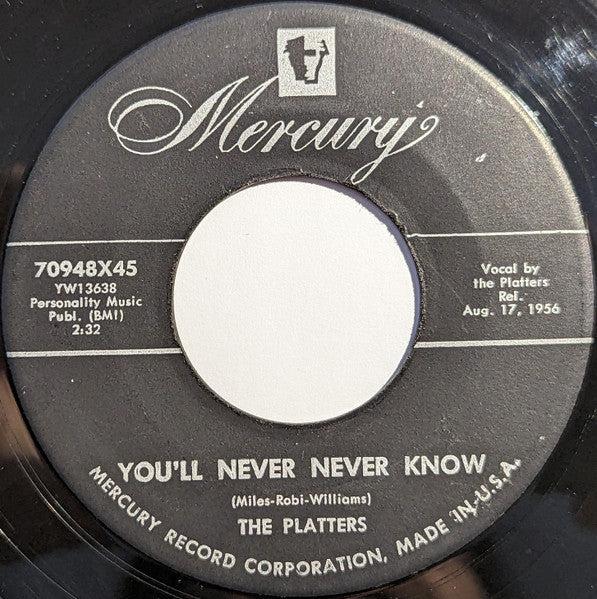 Mercury
70948X45
YW13638
Personality Music
Publ. (BMI)
2:32
Vocal by
the Platters
Rel.
Aug. 17, 1956
YOU'LL NEVER NEVER KNOW
(Miles-Robi-Williams)
THE PLATTERS
MERCURY RECORD CORPORATION, MADE IN U.S.A.